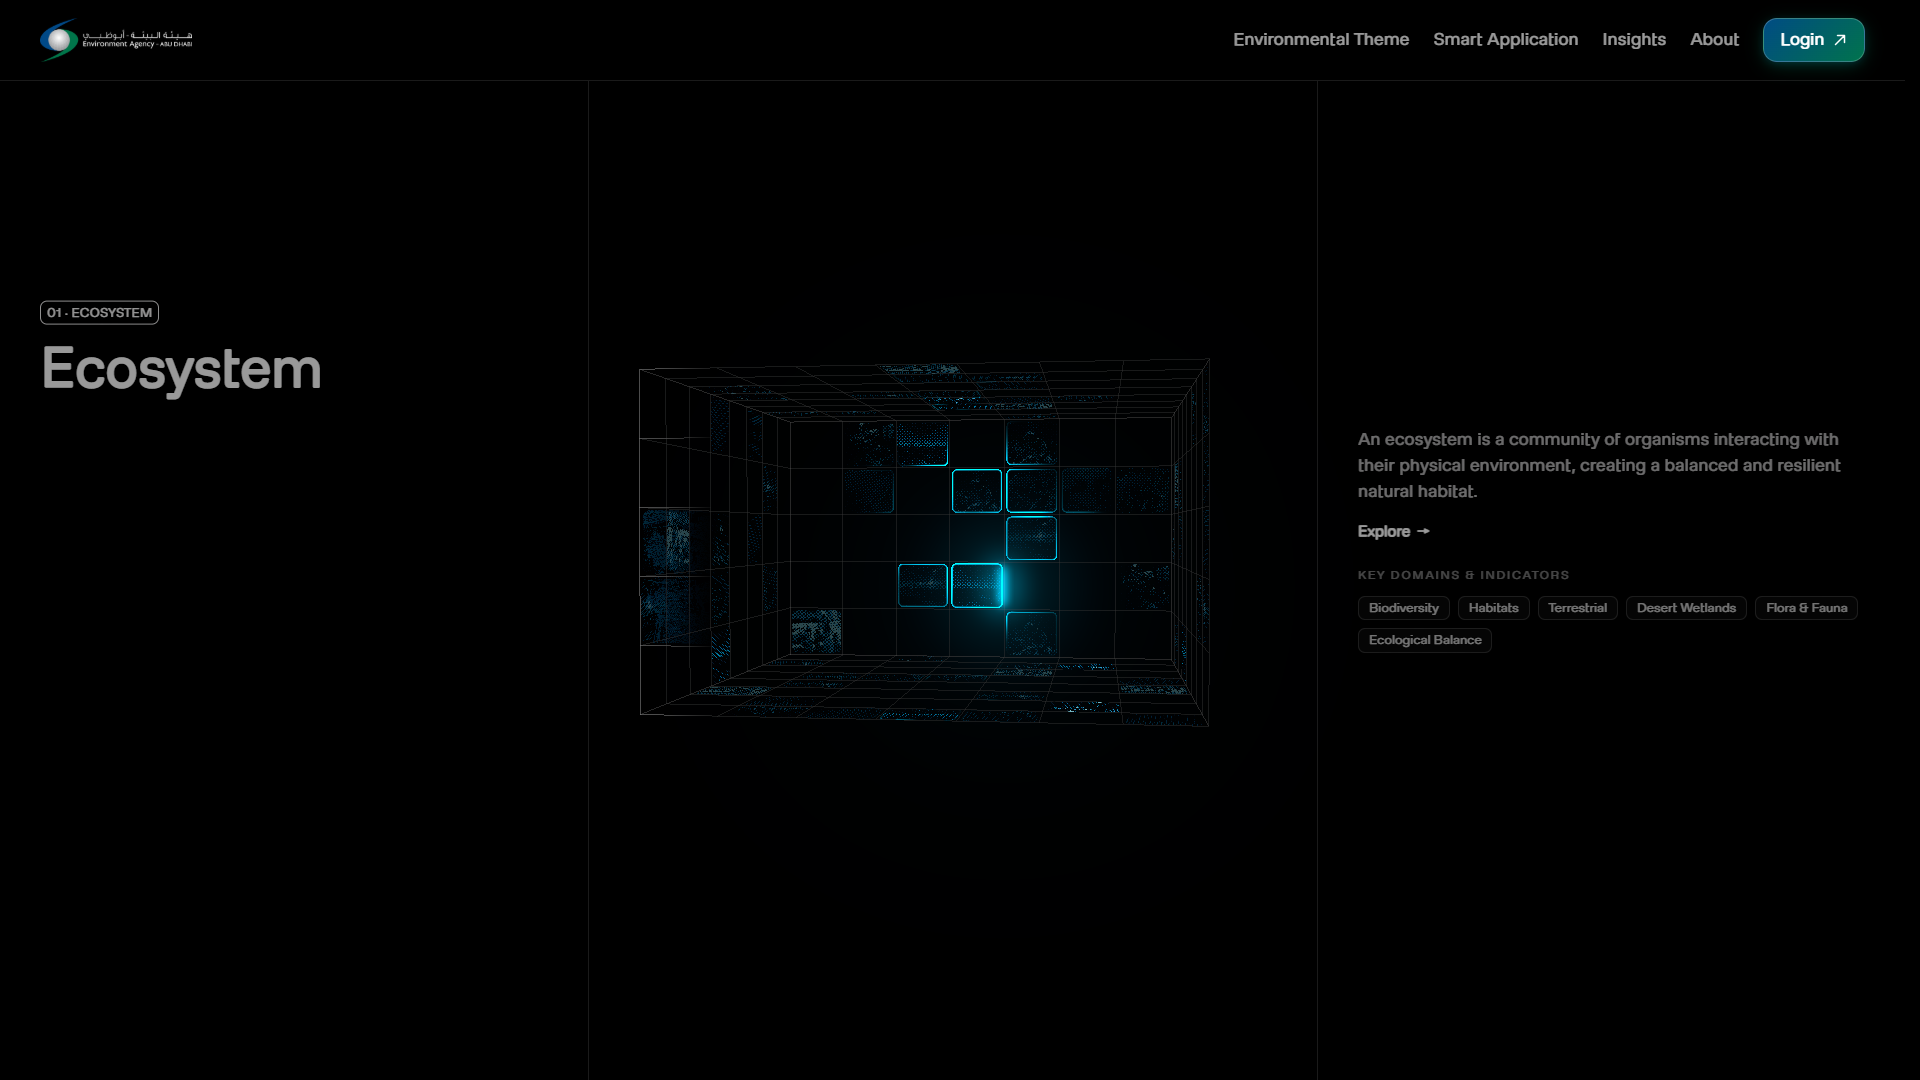 هيئة البيئة - أبوظبي
Environment Agency - ABU DHABI
Environmental Theme
Smart Application
Insights
About
Login
01 - ECOSYSTEM
Ecosystem
An ecosystem is a community of organisms interacting with
their physical environment, creating a balanced and resilient
natural habitat.
Explore →
KEY DOMAINS & INDICATORS
Biodiversity
Habitats
Terrestrial
Desert Wetlands
Flora & Fauna
Ecological Balance